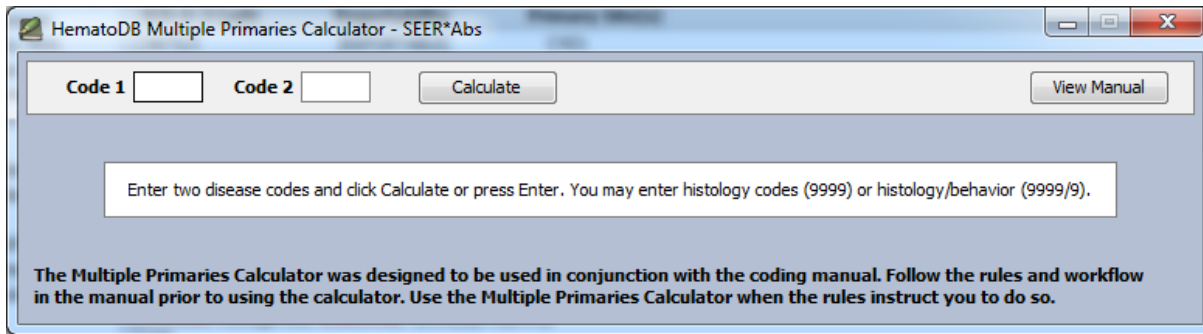 HematoDB Multiple Primaries Calculator - SEER*Abs
Code 1 Code 2 Calculate View Manual
Enter two disease codes and click Calculate or press Enter. You may enter histology codes (9999) or histology/behavior (9999/9).
The Multiple Primaries Calculator was designed to be used in conjunction with the coding manual. Follow the rules and workflow
in the manual prior to using the calculator. Use the Multiple Primaries Calculator when the rules instruct you to do so.